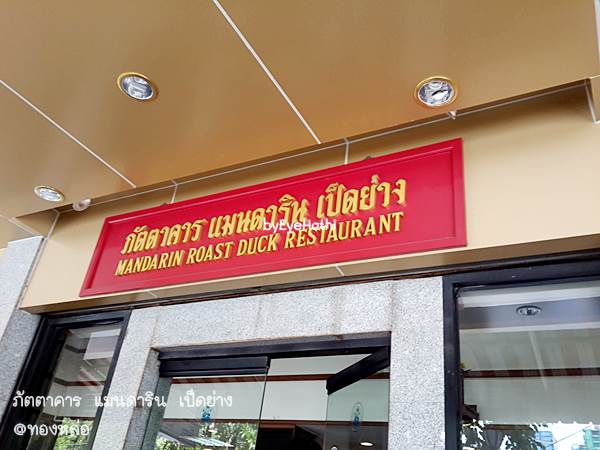 ภัตตาคาร แมนดาริน เป็ดย่าง
byEyeHathi
MANDARIN ROAST DUCK RESTAURANT
ภัตตาคาร แมนดาริน เป็ดย่าง
@ทองหล่อ